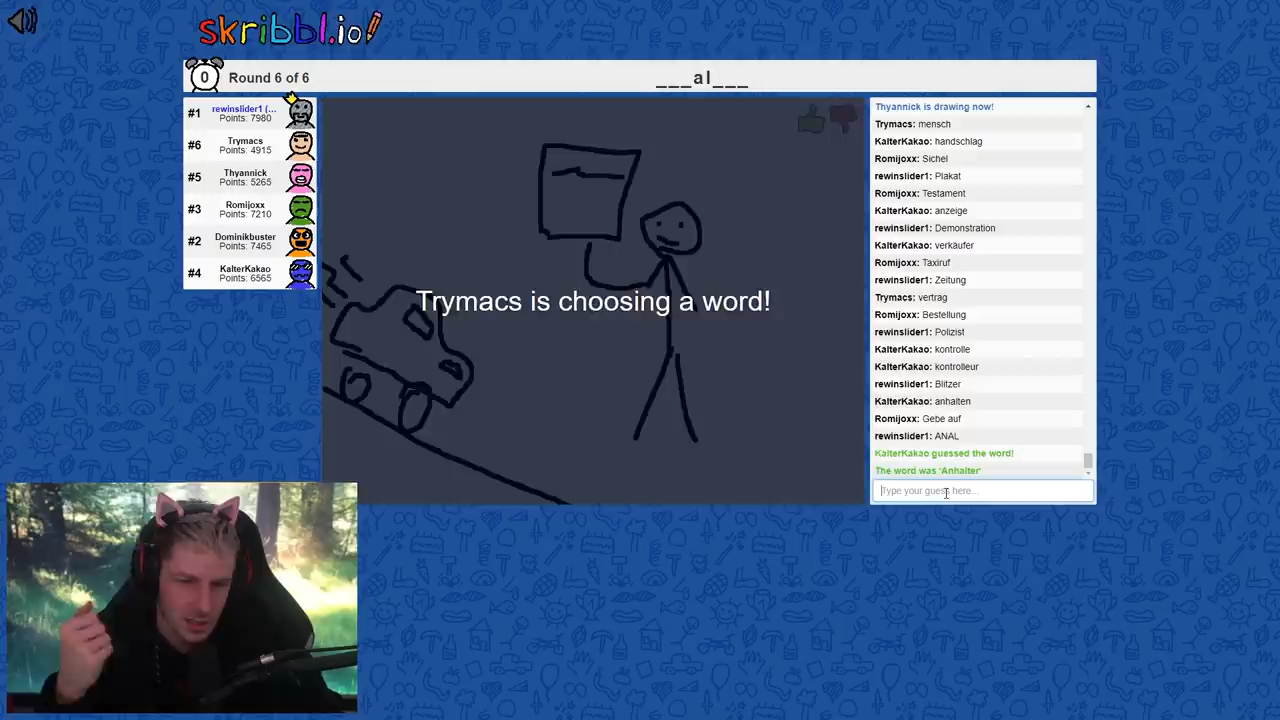 skribbl.io
0
Round 6 of 6
___al___
#1
rewinslider1 (...
Points: 7980
#6
Trymacs
Points: 4915
#5
Thyannick
Points: 5265
#3
Romijoxx
Points: 7210
#2
Dominikbuster
Points: 7465
#4
KalterKakao
Points: 6565
Trymacs is choosing a word!
Thyannick is drawing now!
Trymacs: mensch
KalterKakao: handschlag
Romijoxx: Sichel
rewinslider1: Plakat
Romijoxx: Testament
KalterKakao: anzeige
rewinslider1: Demonstration
KalterKakao: verkäufer
Romijoxx: Taxiruf
rewinslider1: Zeitung
Trymacs: vertrag
Romijoxx: Bestellung
rewinslider1: Polizist
KalterKakao: kontrolle
KalterKakao: kontrolleur
rewinslider1: Blitzer
KalterKakao: anhalten
Romijoxx: Gebe auf
rewinslider1: ANAL
KalterKakao guessed the word!
The word was 'Anhalter'
Type your guess here...